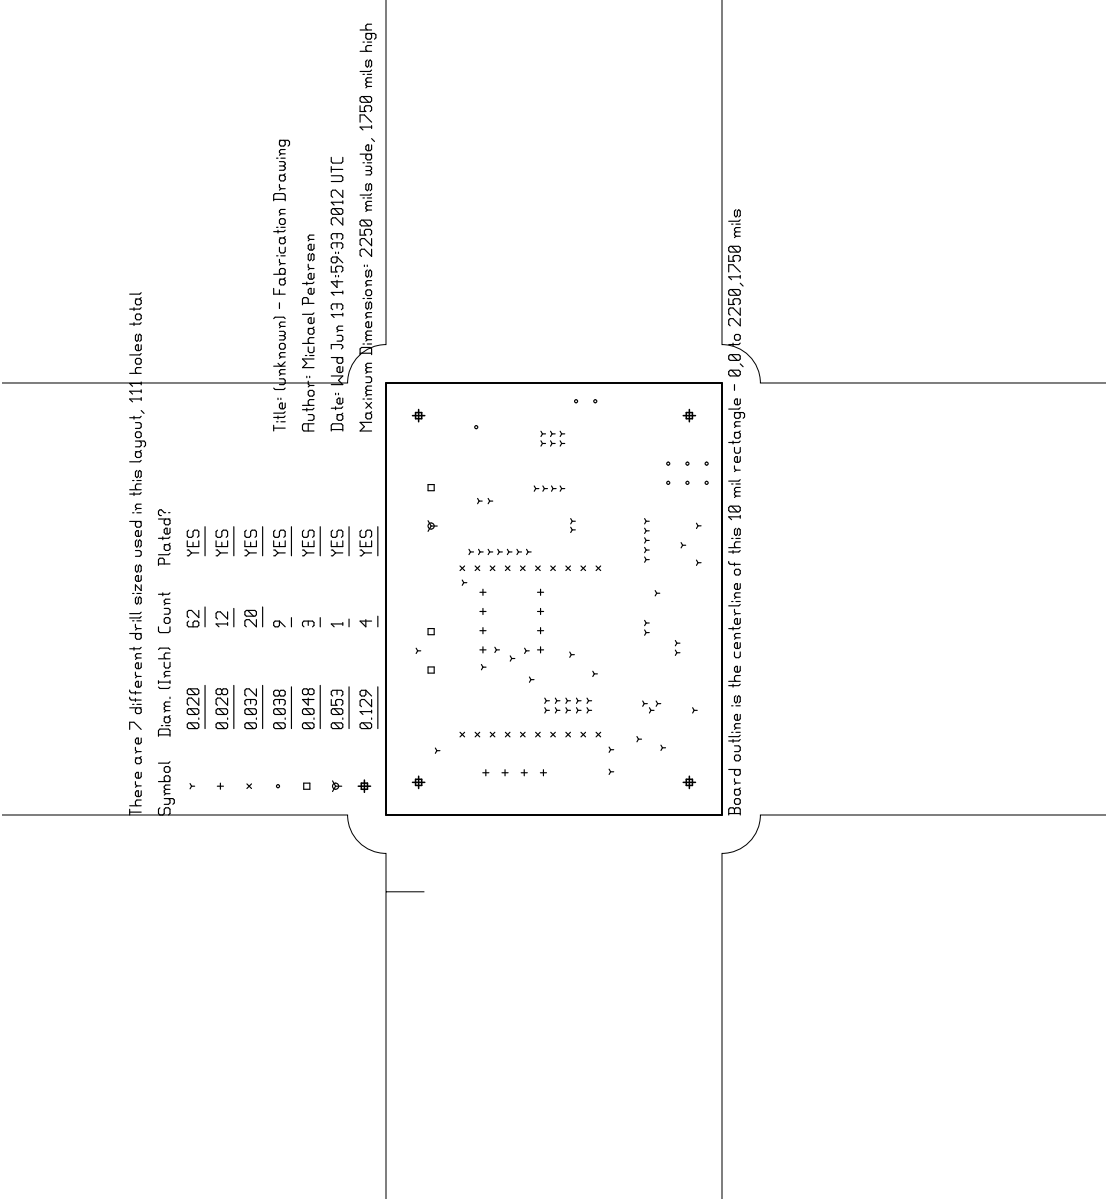 There are 7 different drill sizes used in this layout, 111 holes total
Symbol Diam. (Inch) Count Plated?
0.020 62 YES
0.028 12 YES
0.032 20 YES
0.038 9 YES
0.048 3 YES
0.053 1 YES
0.129 4 YES
Title: (unknown) - Fabrication Drawing
Author: Michael Petersen
Date: Wed Jun 13 14:59:33 2012 UTC
Maximum Dimensions: 2250 mils wide, 1750 mils high
Board outline is the centerline of this 10 mil rectangle - 0,0 to 2250,1750 mils